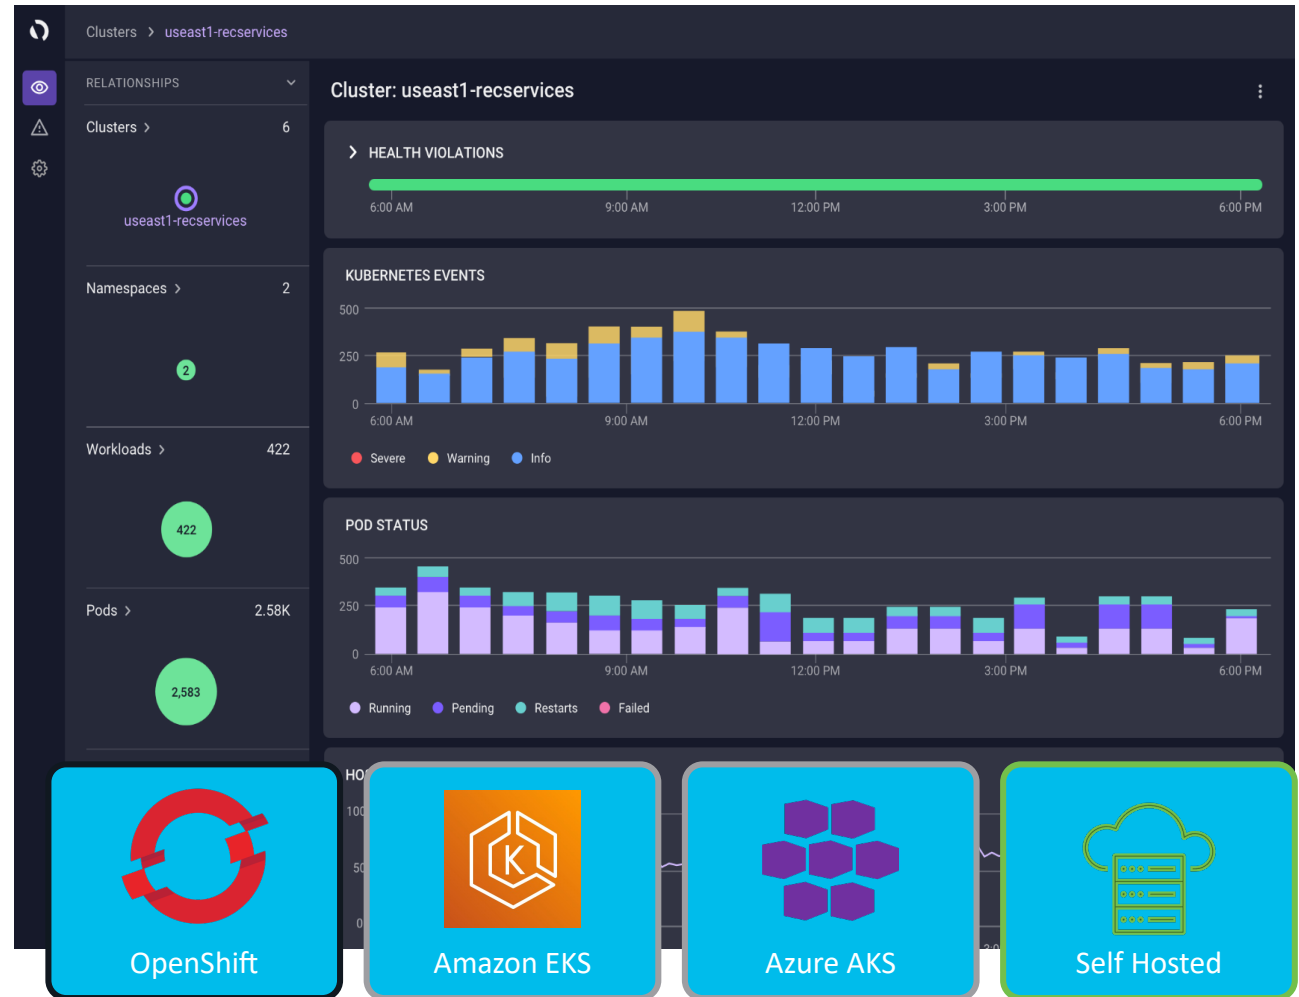 Clusters > useast1-recservices
RELATIONSHIPS
Clusters > 6
useast1-recservices
Namespaces > 2
2
Workloads > 422
422
Pods > 2.58K
2,583
Cluster: useast1-recservices
HEALTH VIOLATIONS
6:00 AM 9:00 AM 12:00 PM 3:00 PM 6:00 PM
KUBERNETES EVENTS
500
250
0
6:00 AM 9:00 AM 12:00 PM 3:00 PM 6:00 PM
Severe Warning Info
POD STATUS
500
250
0
6:00 AM 9:00 AM 12:00 PM 3:00 PM 6:00 PM
Running Pending Restarts Failed
HO
100
50
0
K
OpenShift Amazon EKS Azure AKS Self Hosted